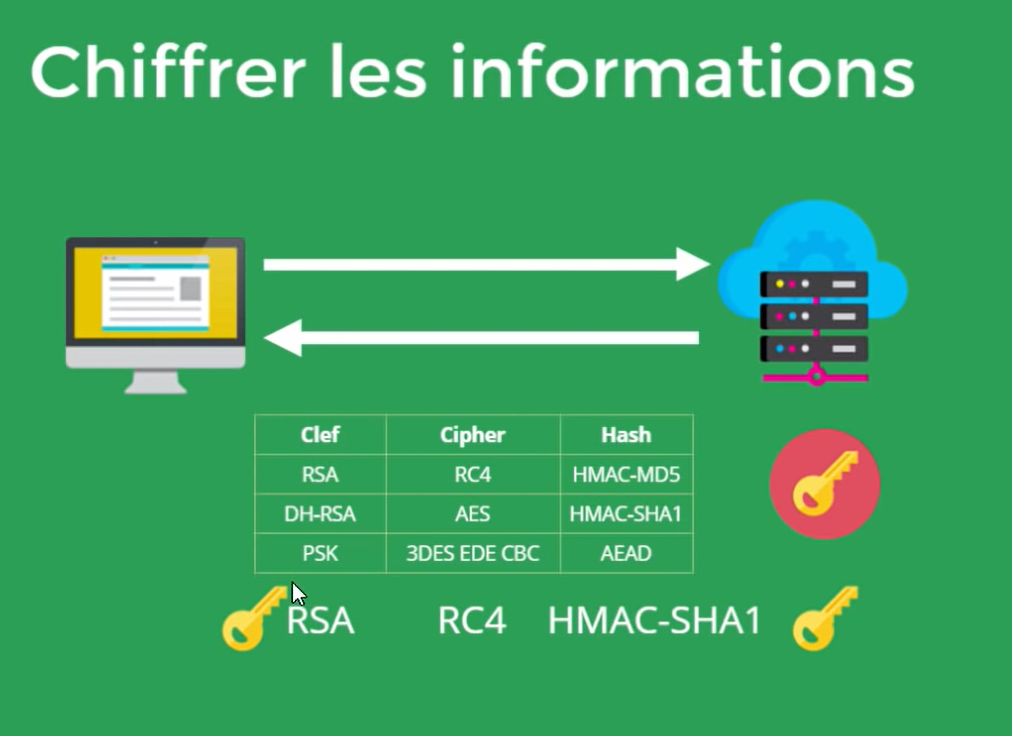 Chiffrer les informations
Clef Cipher Hash
RSA RC4 HMAC-MD5
DH-RSA AES HMAC-SHA1
PSK 3DES EDE CBC AEAD
RSA RC4 HMAC-SHA1